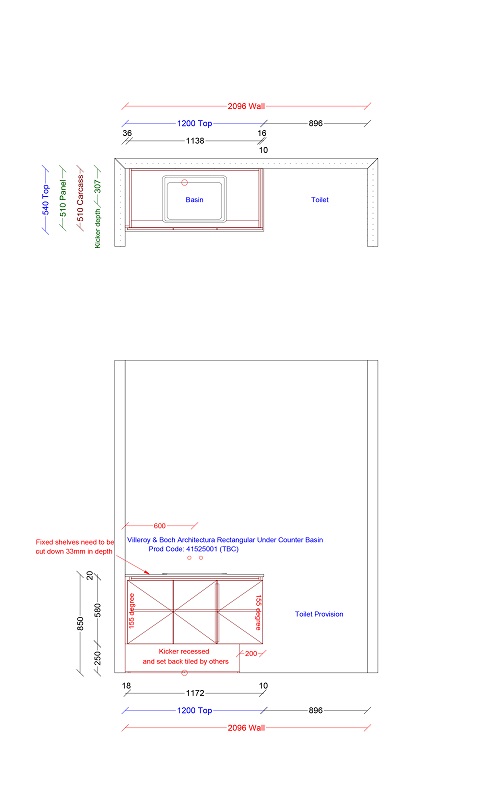 2096 Wall
1200 Top
896
36
16
1138
10
540 Top
510 Panel
510 Carcass
Kicker depth
307
Basin
Toilet
600
Villeroy & Boch Architectura Rectangular Under Counter Basin
Prod Code: 41525001 (TBC)
Fixed shelves need to be
cut down 33mm in depth
20
850
580
250
155 degree
155 degree
Toilet Provision
Kicker recessed
and set back tiled by others
200
18
10
1172
1200 Top
896
2096 Wall